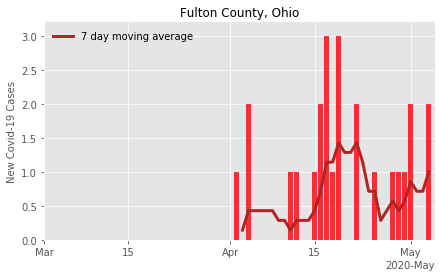 Fulton County, Ohio
7 day moving average
New Covid-19 Cases
3.0
2.5
2.0
1.5
1.0
0.5
0.0
Mar 15 Apr 15 May
2020-May